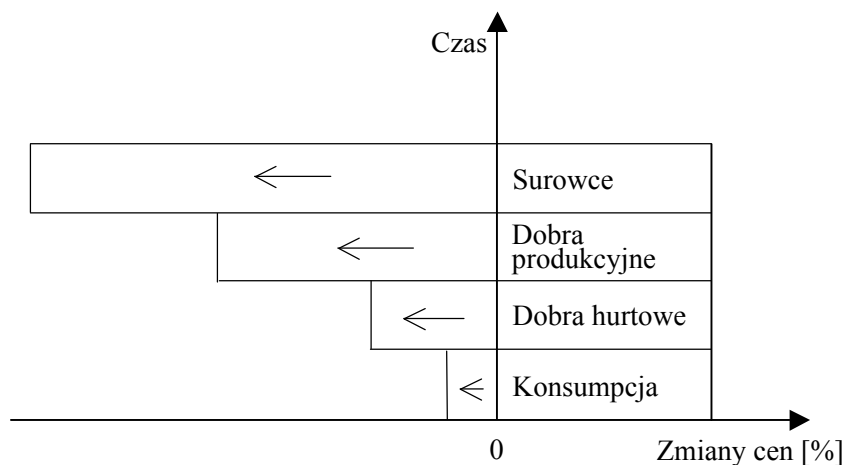 Czas
Surowce
Dobra
produkcyjne
Dobra hurtowe
Konsumpcja
0
Zmiany cen [%]